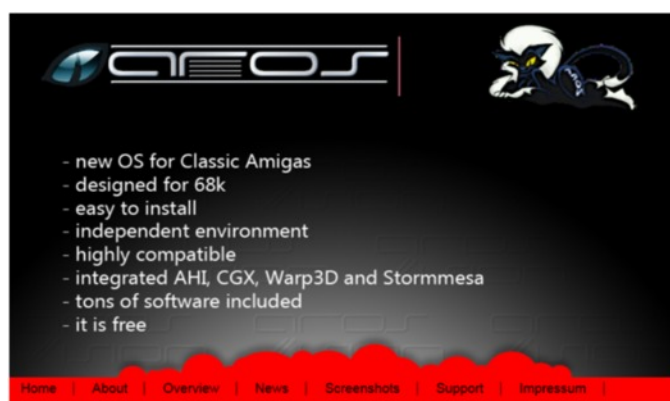 aros
- new OS for Classic Amigas
- designed for 68k
- easy to install
- independent environment
- highly compatible
- integrated AHI, CGX, Warp3D and Stormmesa
- tons of software included
- it is free
Home | About | Overview | News | Screenshots | Support | Impressum |